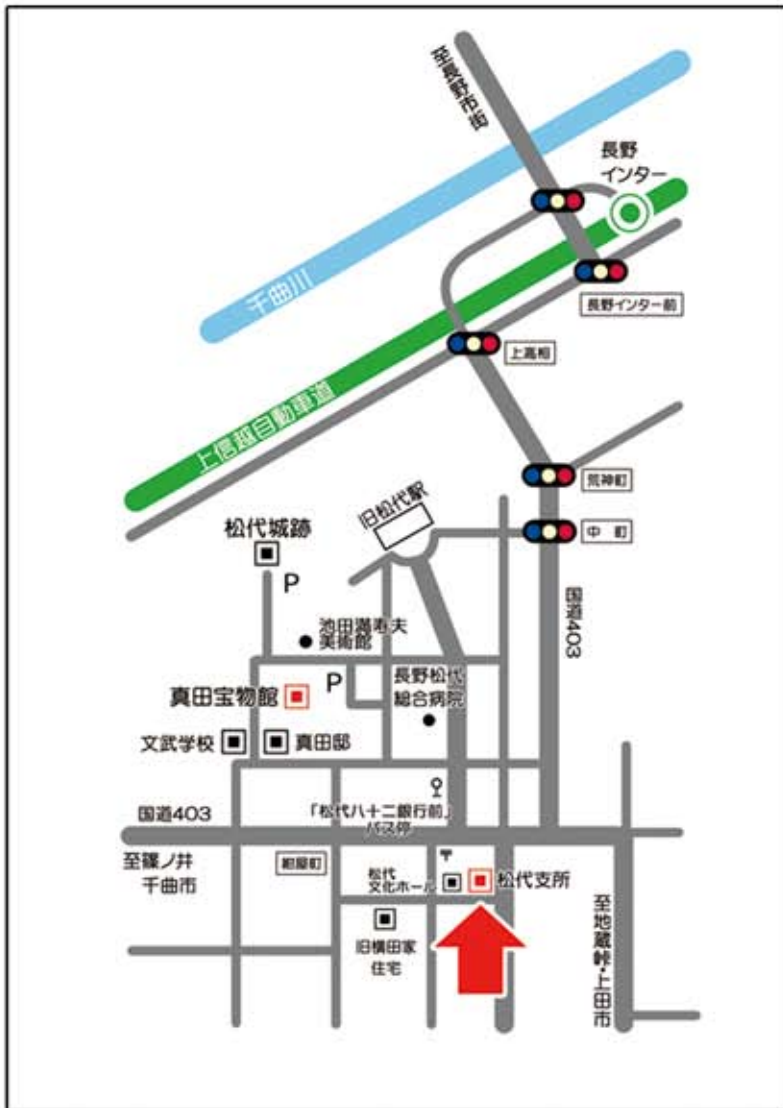 至長野市街
長野
インター
千曲川
長野インター前
上高相
上信越自動車道
荒神町
旧松代駅
中町
松代城跡
P
国道403
池田満寿夫
美術館
P
長野松代
総合病院
真田宝物館
文武学校
真田邸
国道403
「松代八十二銀行前」
バス停
至篠ノ井
千曲市
紺屋町
〒
松代
文化ホール
松代支所
旧横田家
住宅
至地蔵峠・上田市